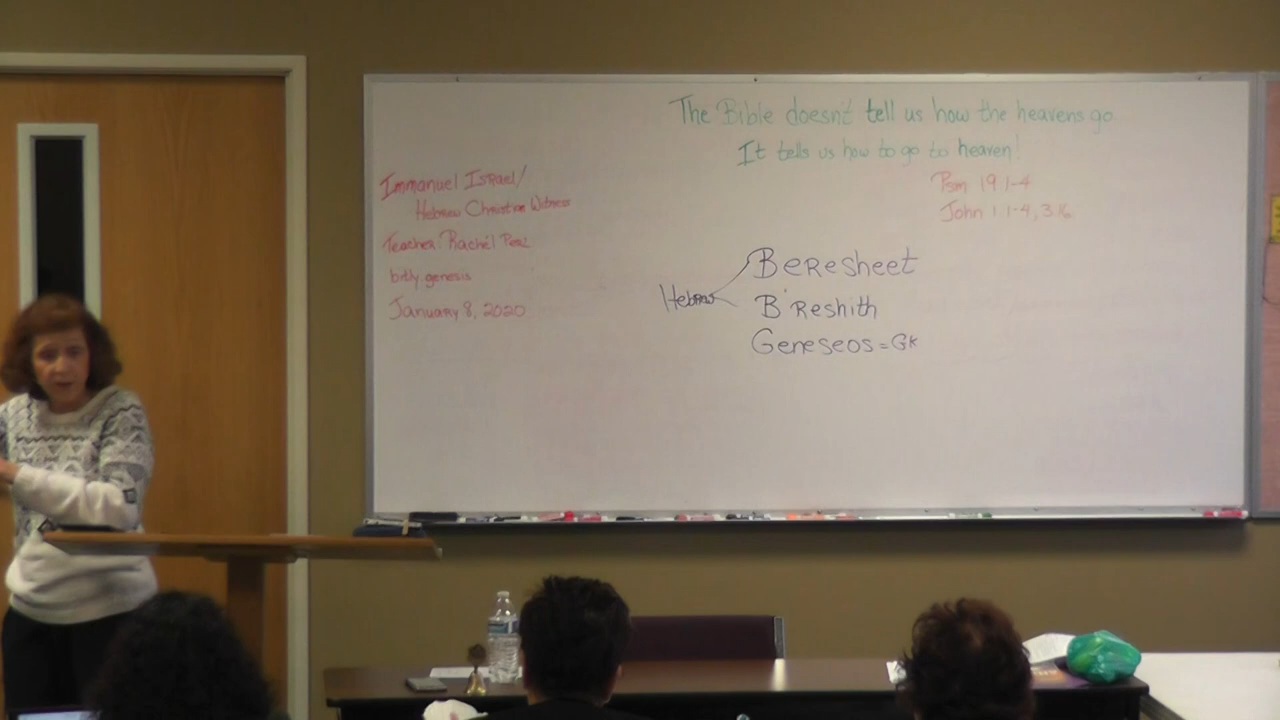 The Bible doesn't tell us how the heavens go.
It tells us how to go to heaven!
Psm 19 1-4
John 1 1-4, 3 16
Immanuel Israel/
Hebrew Christian Witness
Teacher: Rachel
bitly.genesis
January 8, 2020
Beresheet
Hebrew
B'Reshith
Geneseos = Gk